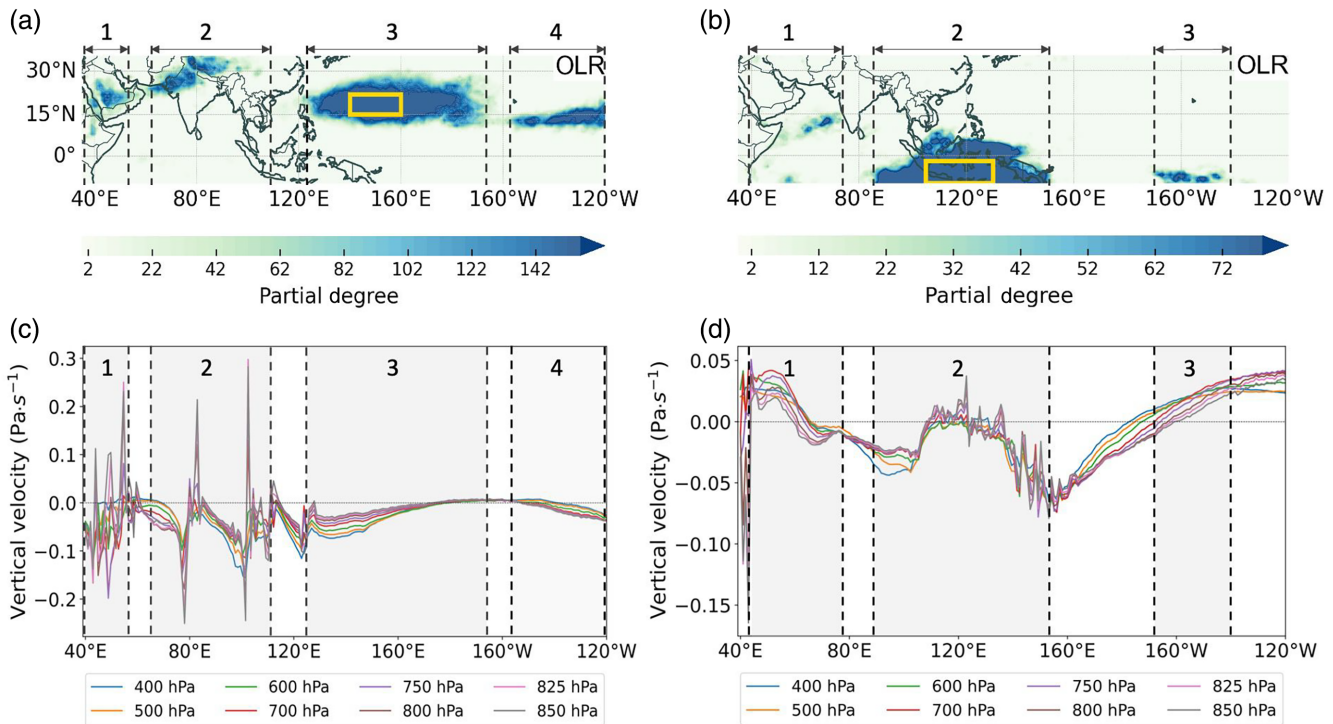 (a)
1 2 3 4
OLR
30°N
15°N
0°
40°E 80°E 120°E 160°E 160°W 120°W
2 22 42 62 82 102 122 142
Partial degree
(b)
1 2 3
OLR
40°E 80°E 120°E 160°E 160°W 120°W
2 12 22 32 42 52 62 72
Partial degree
(c)
Vertical velocity (Pa·s⁻¹)
0.3
0.2
0.1
0.0
−0.1
−0.2
1 2 3 4
40°E 80°E 120°E 160°E 160°W 120°W
400 hPa 600 hPa 750 hPa 825 hPa
500 hPa 700 hPa 800 hPa 850 hPa
(d)
Vertical velocity (Pa·s⁻¹)
0.05
0.00
−0.05
−0.10
−0.15
1 2 3
40°E 80°E 120°E 160°E 160°W 120°W
400 hPa 600 hPa 750 hPa 825 hPa
500 hPa 700 hPa 800 hPa 850 hPa